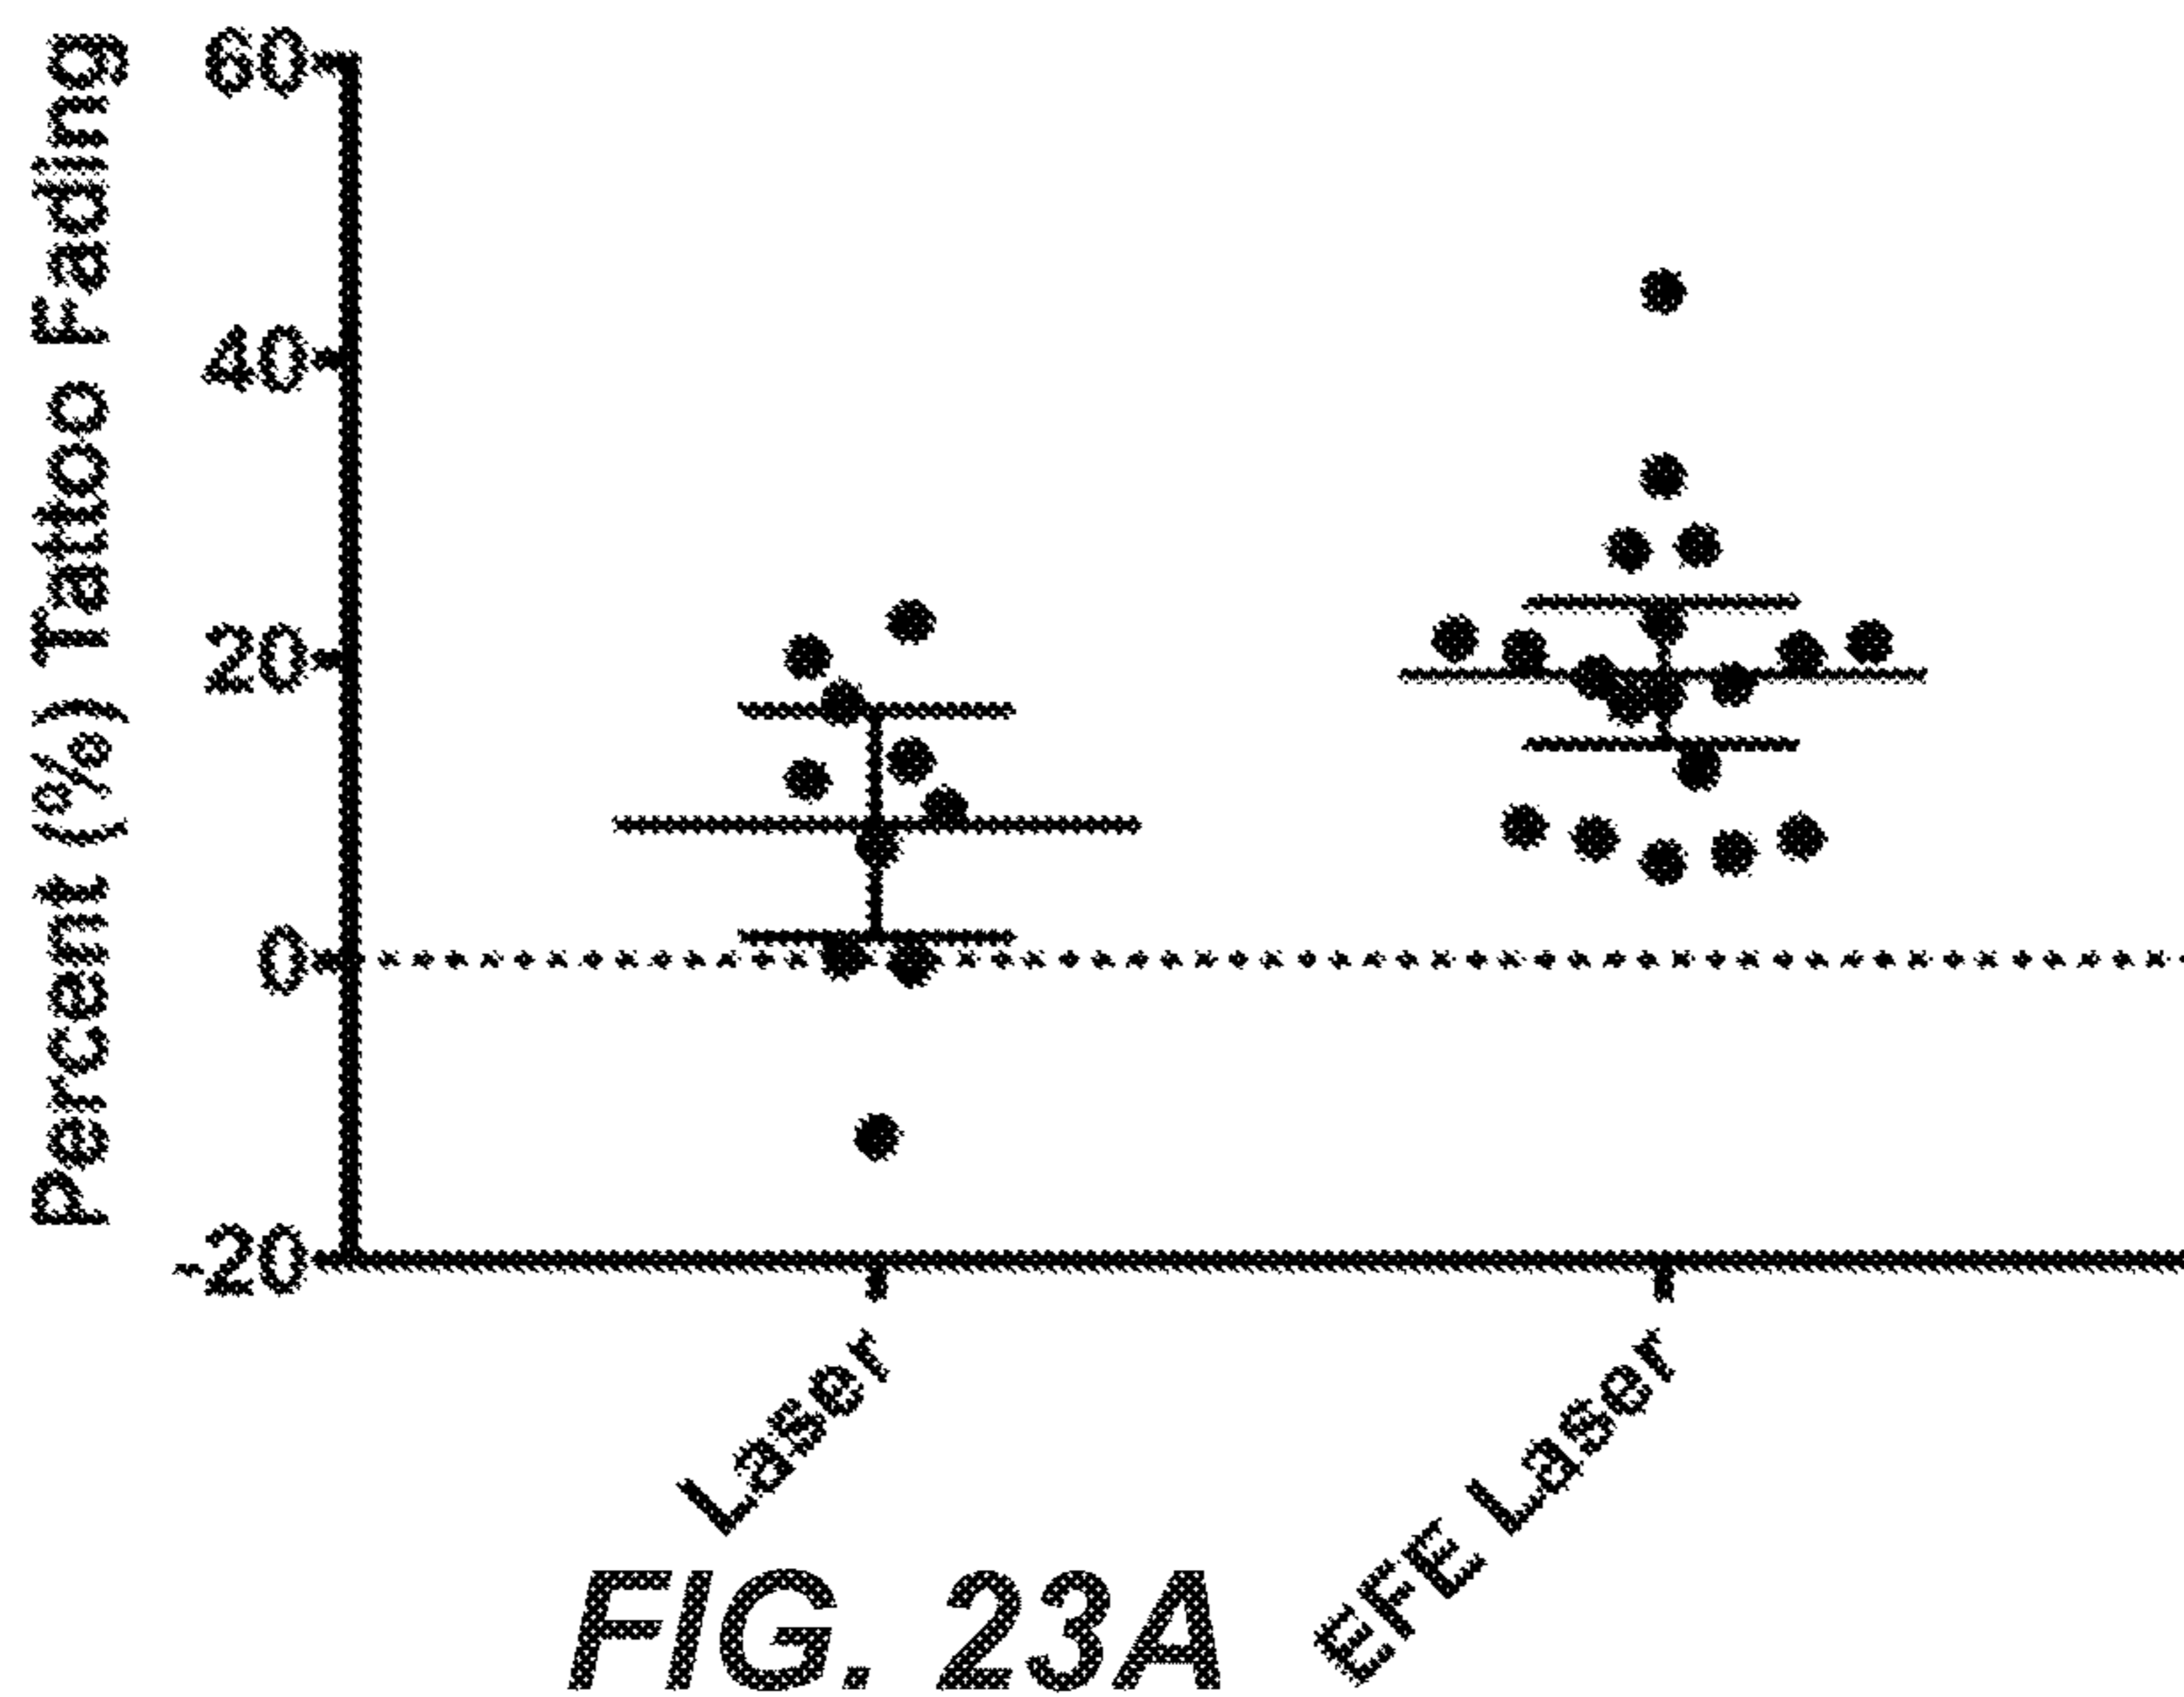 Percent (%) Tattoo Fading
60
40
20
0
-20
Laser
EFE Laser
FIG. 23A